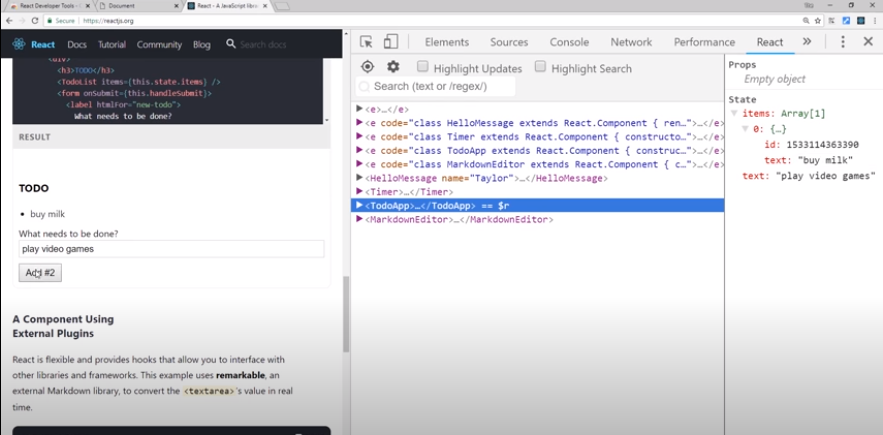 React Developer Tools -
Document
React - A JavaScript libr
Secure
https://reactjs.org
React
Docs
Tutorial
Community
Blog
Search docs
<div>
<h3>TODO</h3>
<TodoList items={this.state.items} />
<form onSubmit={this.handleSubmit}>
<label htmlFor="new-todo">
What needs to be done?
RESULT
TODO
buy milk
What needs to be done?
play video games
Add #2
A Component Using
External Plugins
React is flexible and provides hooks that allow you to interface with
other libraries and frameworks. This example uses remarkable, an
external Markdown library, to convert the <textarea>'s value in real
time.
Elements
Sources
Console
Network
Performance
React
»
Highlight Updates
Highlight Search
Search (text or /regex/)
<e>…</e>
<e code="class HelloMessage extends React.Component { ren…">…</e>
<e code="class Timer extends React.Component { constructo…">…</e>
<e code="class TodoApp extends React.Component { construc…">…</e>
<e code="class MarkdownEditor extends React.Component { c…">…</e>
<HelloMessage name="Taylor">…</HelloMessage>
<Timer>…</Timer>
<TodoApp>…</TodoApp> == $r
<MarkdownEditor>…</MarkdownEditor>
Props
Empty object
State
items: Array[1]
0: {…}
id: 1533114363390
text: "buy milk"
text: "play video games"